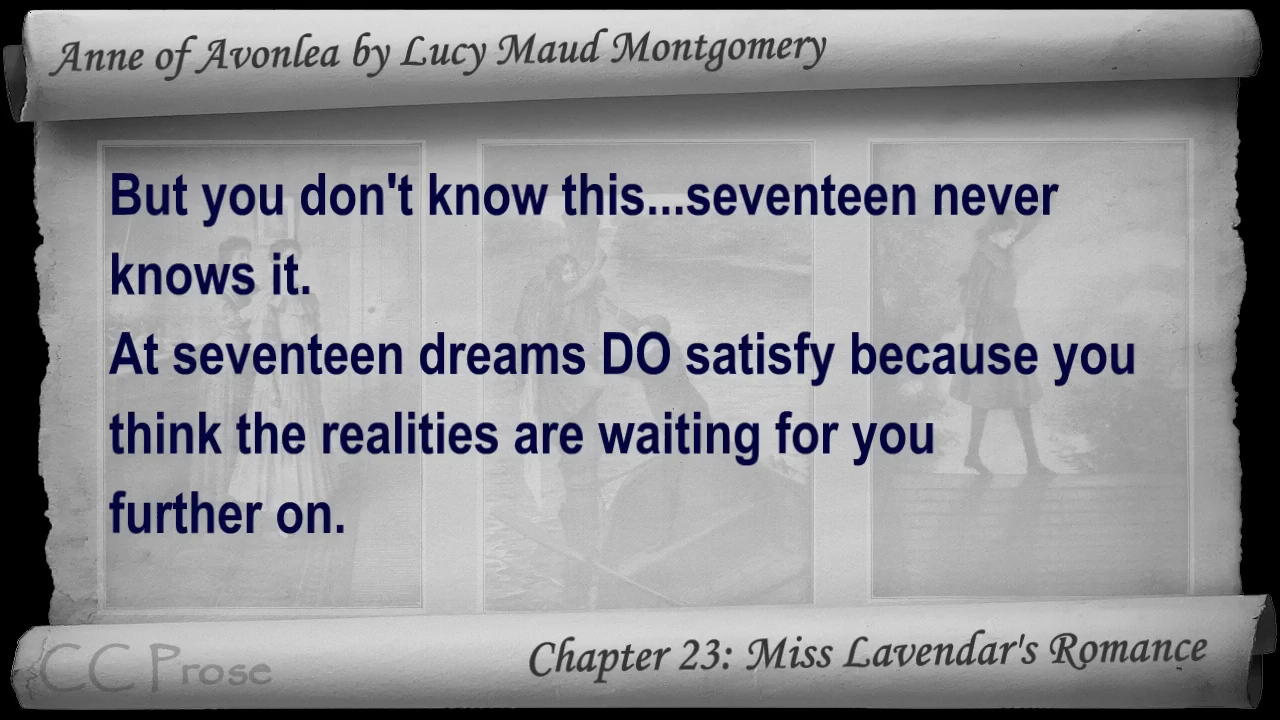 Anne of Avonlea by Lucy Maud Montgomery
But you don't know this...seventeen never
knows it.
At seventeen dreams DO satisfy because you
think the realities are waiting for you
further on.
CC Prose
Chapter 23: Miss Lavendar's Romance